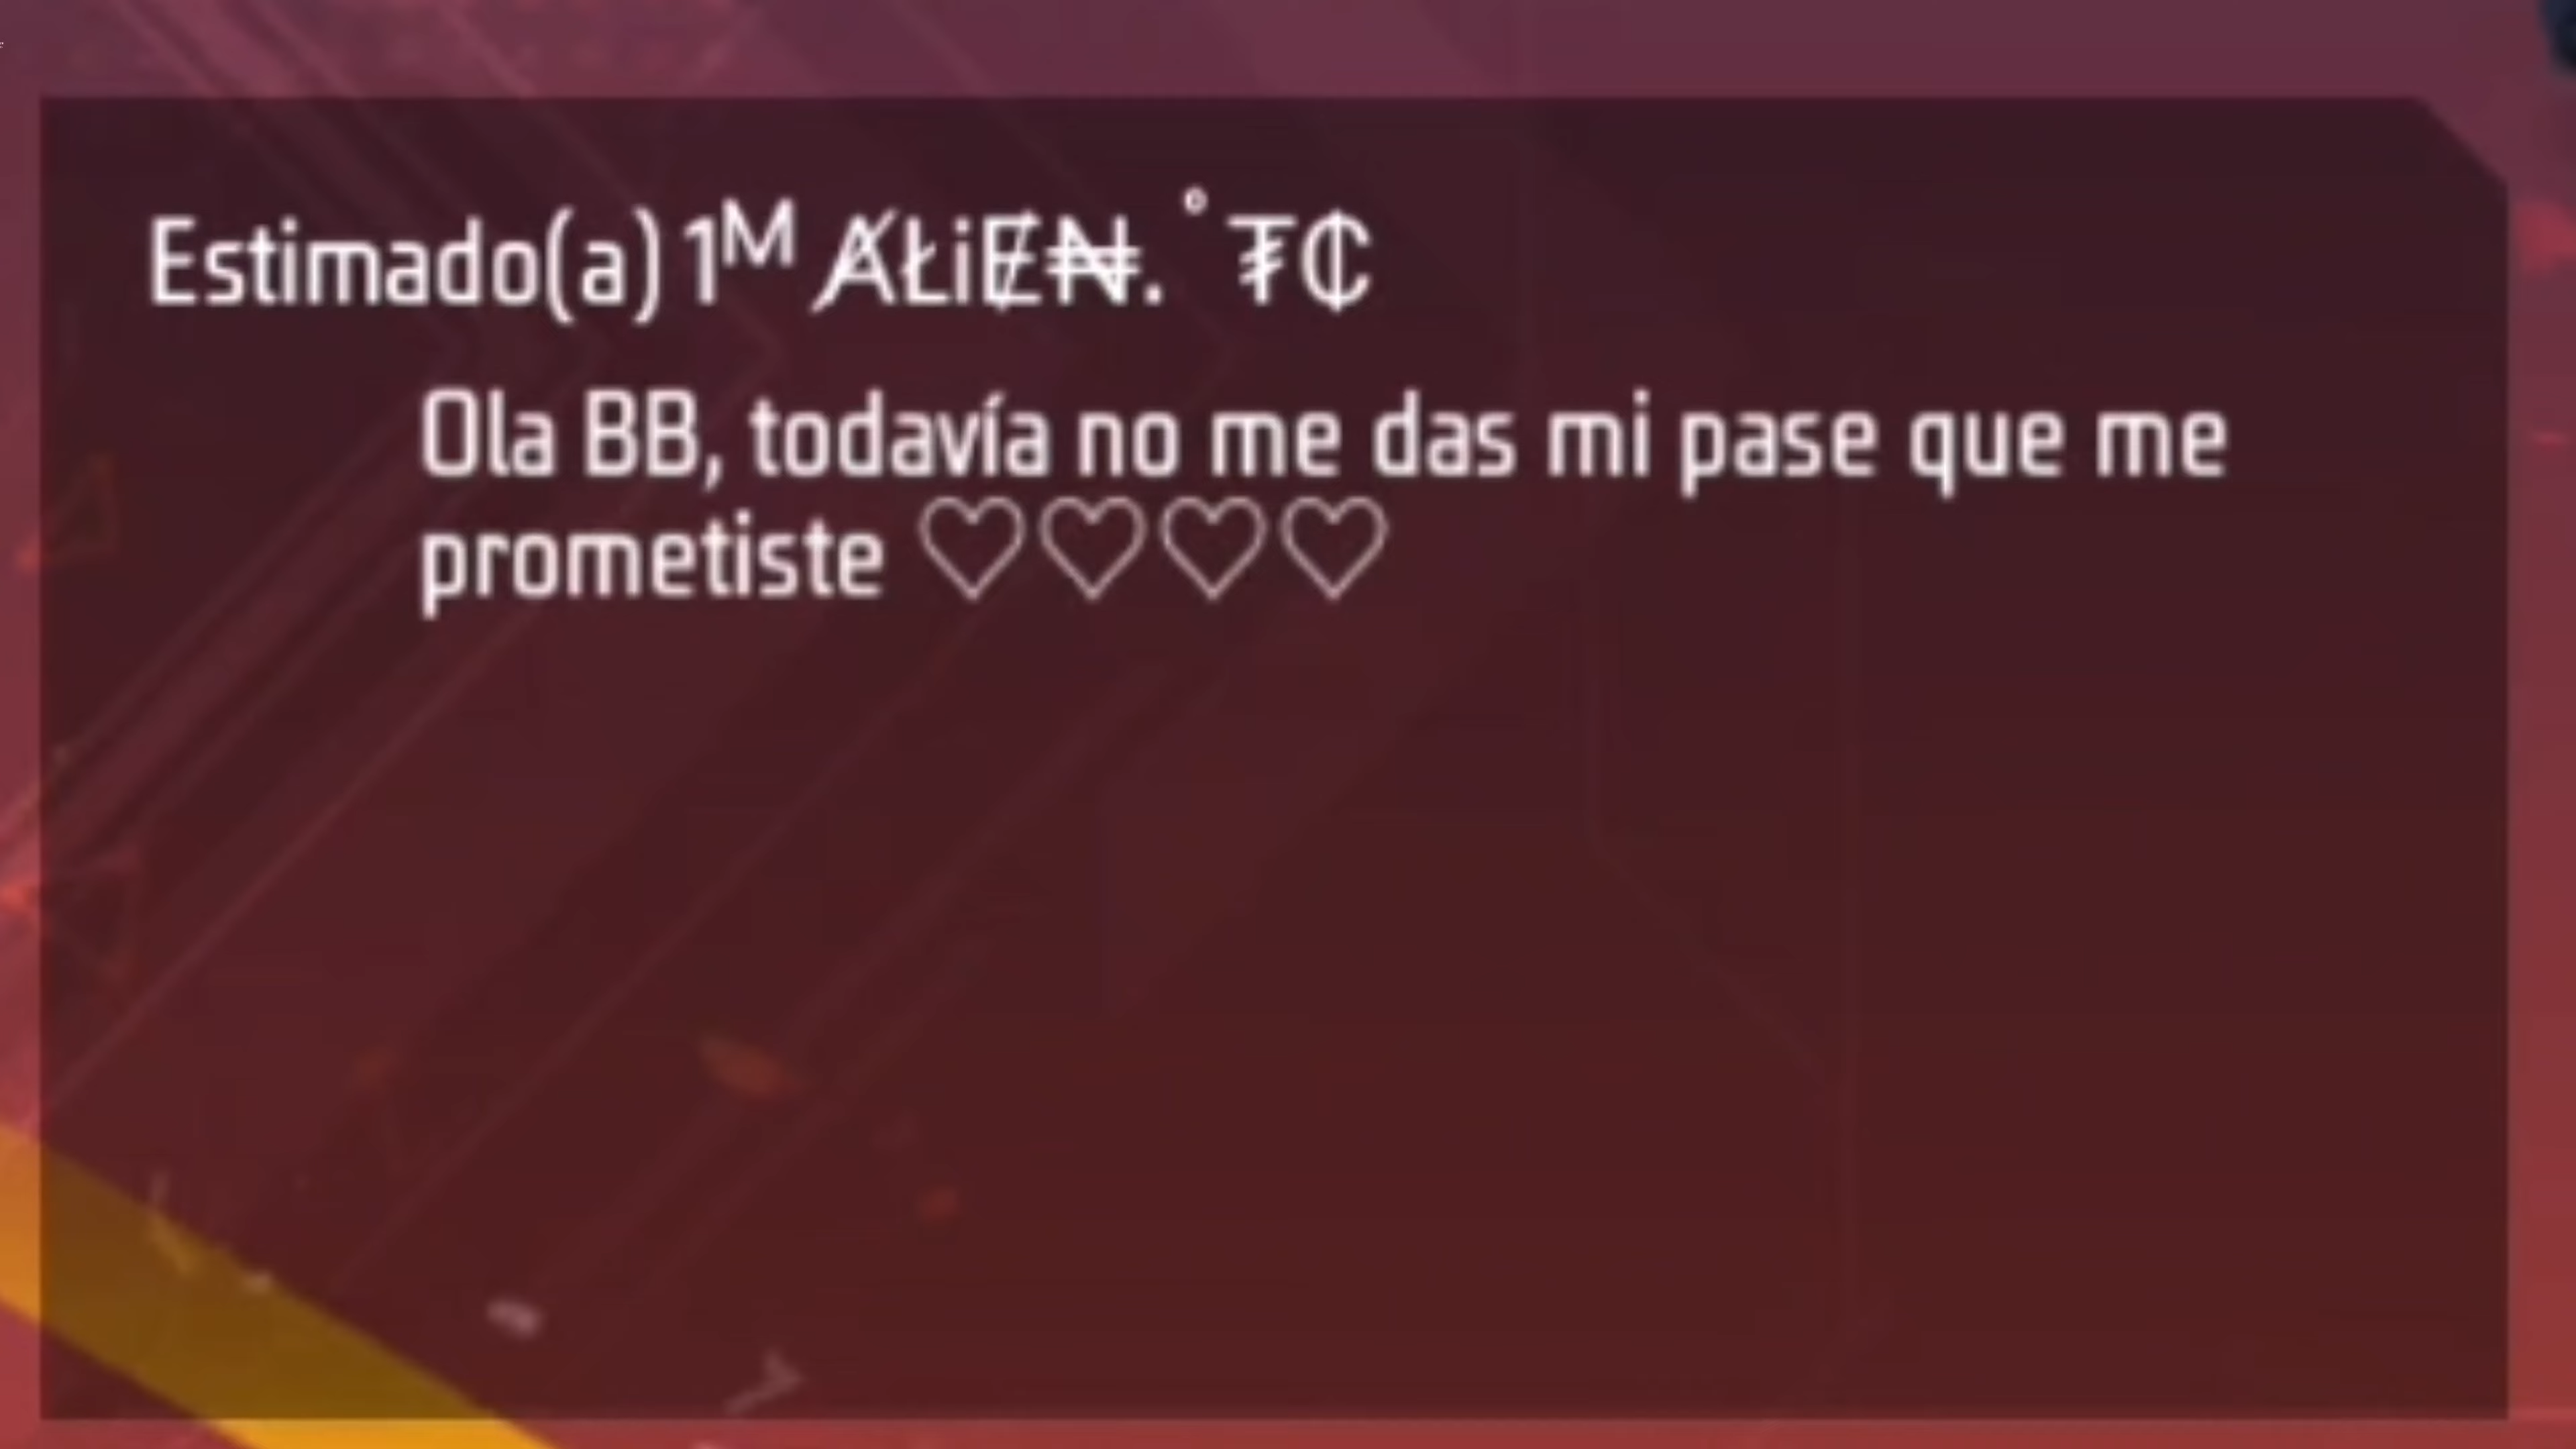 Estimado(a) 1ᴹ ȺŁiɆ₦.˚₮₵
Ola BB, todavía no me das mi pase que me
prometiste ♡♡♡♡